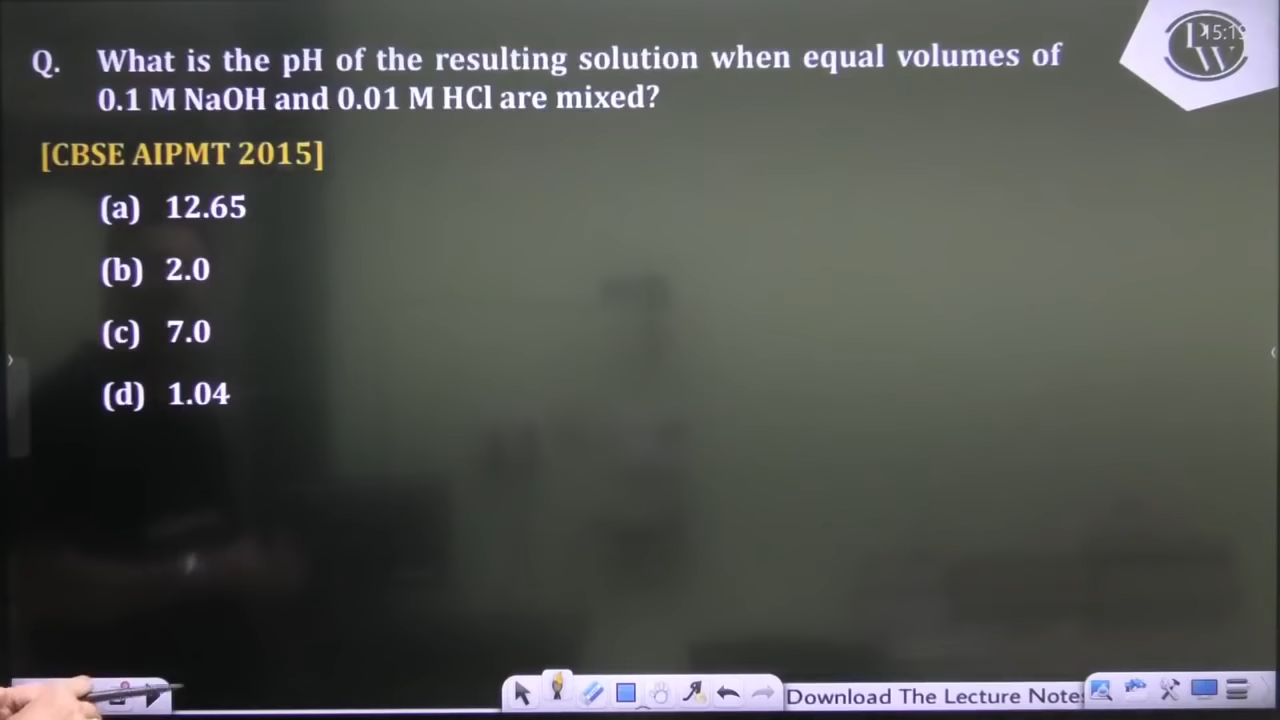 Q. What is the pH of the resulting solution when equal volumes of
0.1 M NaOH and 0.01 M HCl are mixed?
[CBSE AIPMT 2015]
(a) 12.65
(b) 2.0
(c) 7.0
(d) 1.04
PW
Download The Lecture Note